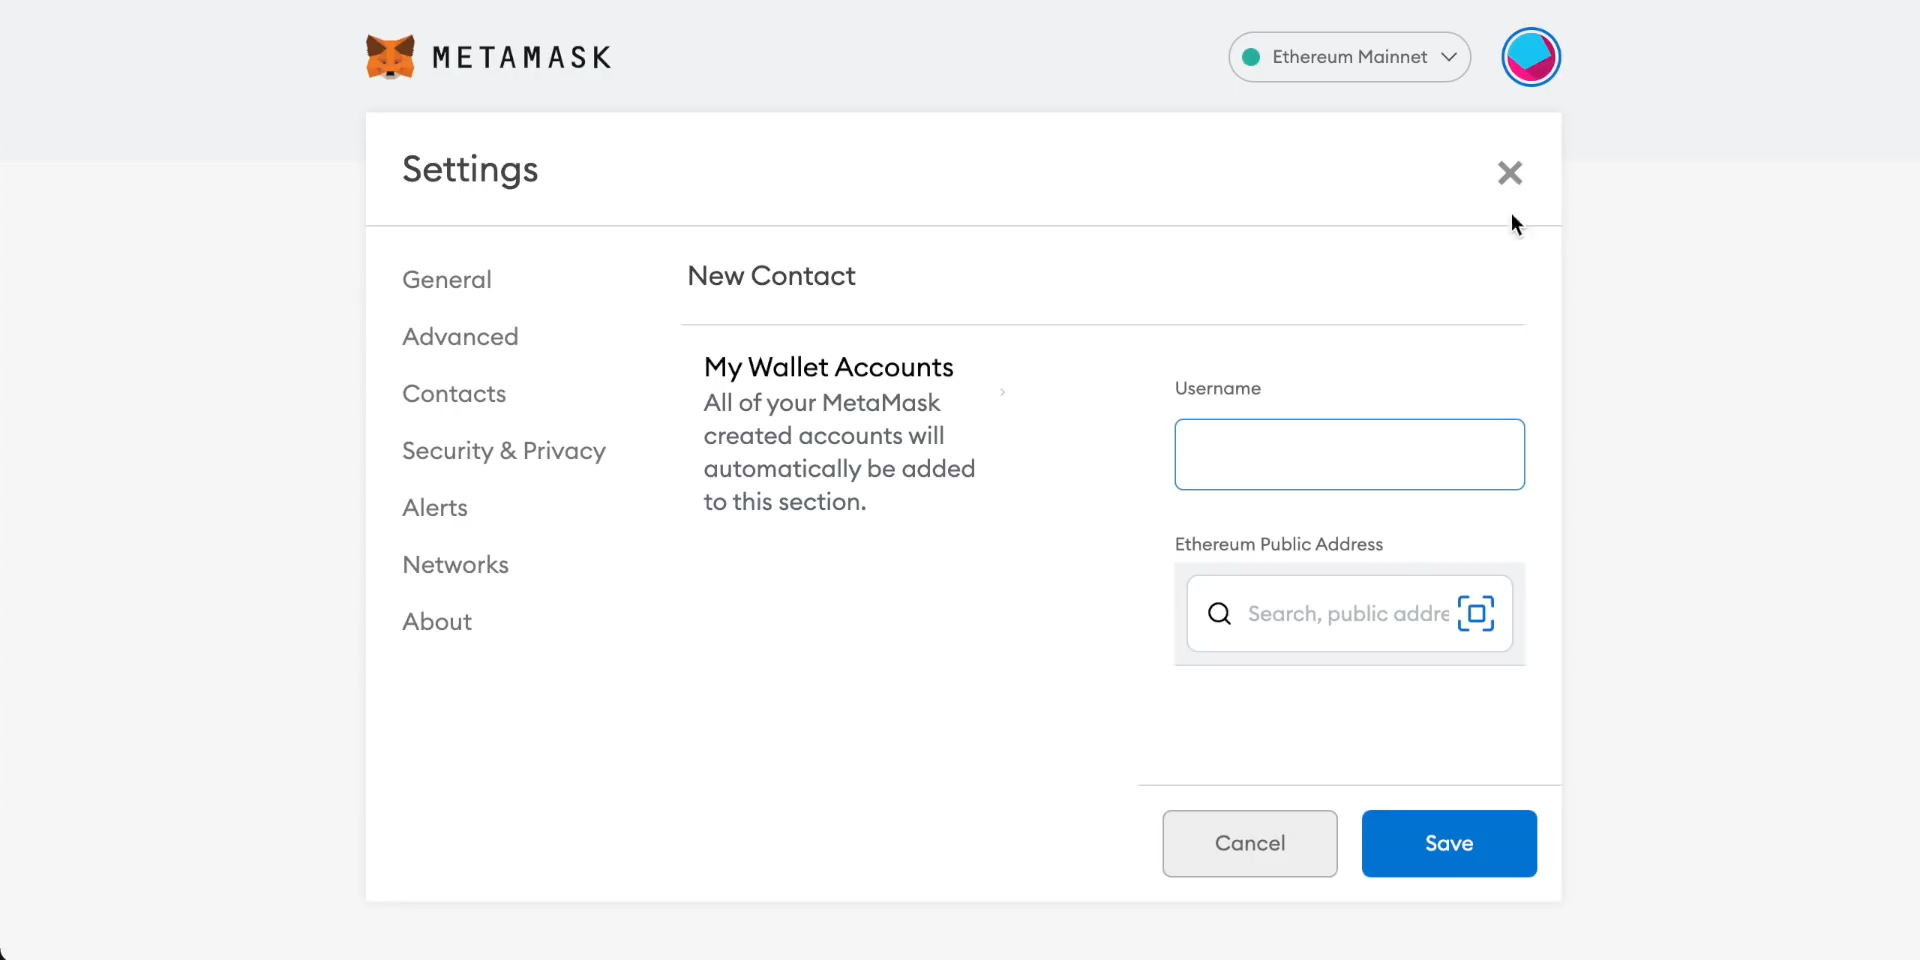 METAMASK
Ethereum Mainnet
Settings
General
Advanced
Contacts
Security & Privacy
Alerts
Networks
About
New Contact
My Wallet Accounts
All of your MetaMask
created accounts will
automatically be added
to this section.
Username
Ethereum Public Address
Search, public addre
Cancel
Save